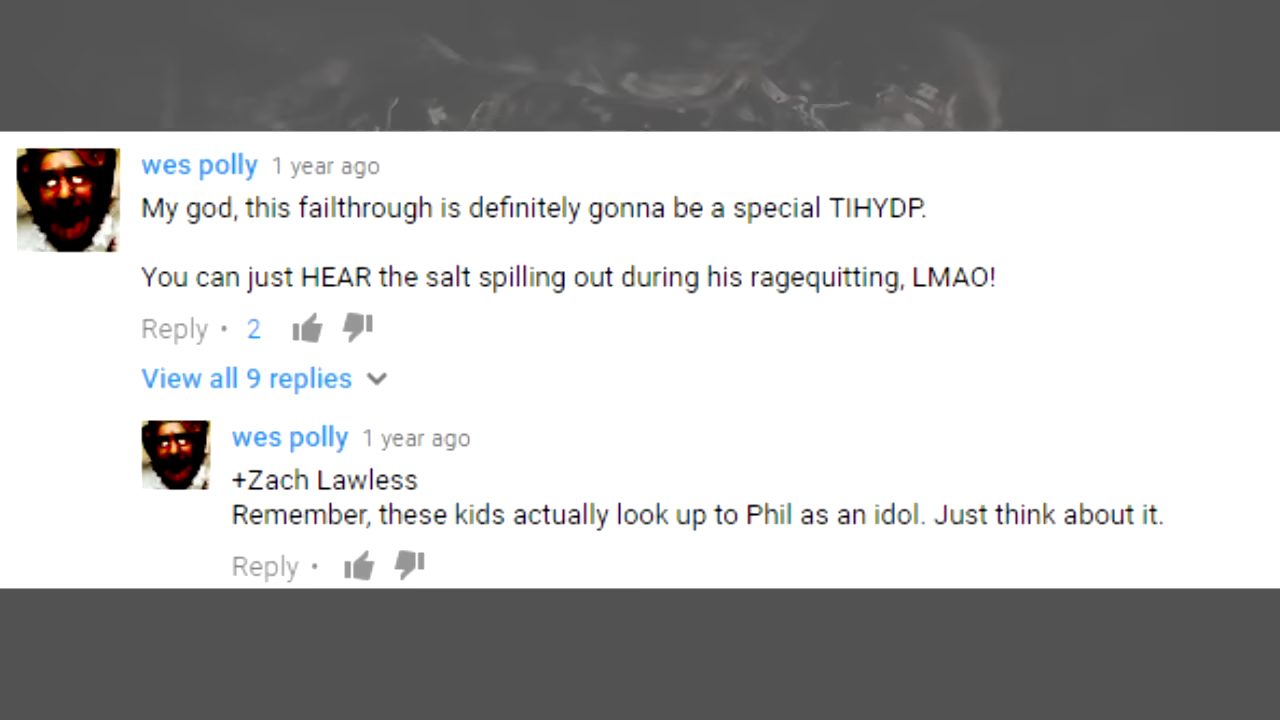 wes polly 1 year ago
My god, this failthrough is definitely gonna be a special TIHYDP.
You can just HEAR the salt spilling out during his ragequitting, LMAO!
Reply • 2
View all 9 replies
wes polly 1 year ago
+Zach Lawless
Remember, these kids actually look up to Phil as an idol. Just think about it.
Reply •